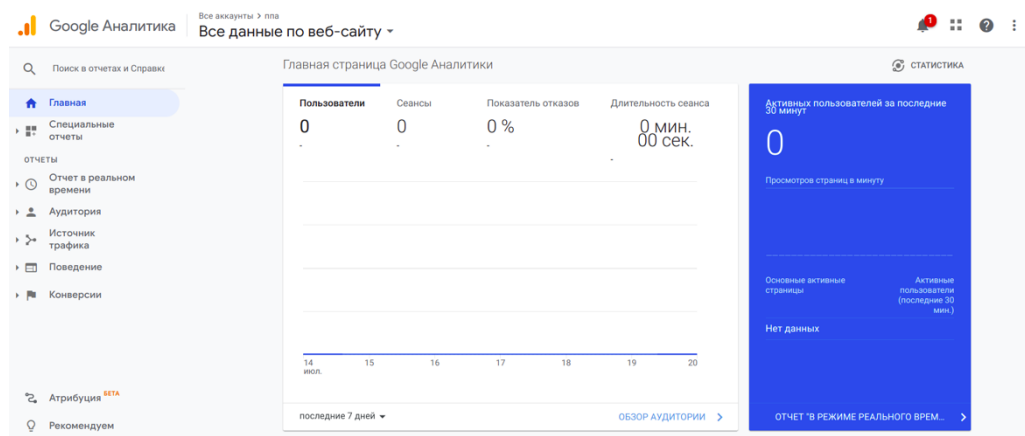 Google Аналитика
Все аккаунты > ппа
Все данные по веб-сайту
1
Поиск в отчетах и Справке
Главная
Специальные
отчеты
ОТЧЕТЫ
Отчет в реальном
времени
Аудитория
Источник
трафика
Поведение
Конверсии
Атрибуция БЕТА
Рекомендуем
Главная страница Google Аналитики
СТАТИСТИКА
Пользователи Сеансы Показатель отказов Длительность сеанса
0 0 0 % 0 мин.
00 сек.
- - - -
14 15 16 17 18 19 20
июл.
последние 7 дней
ОБЗОР АУДИТОРИИ >
Активных пользователей за последние
30 минут
0
Просмотров страниц в минуту
Основные активные
страницы
Активные
пользователи
(последние 30
мин.)
Нет данных
ОТЧЕТ "В РЕЖИМЕ РЕАЛЬНОГО ВРЕМ... >